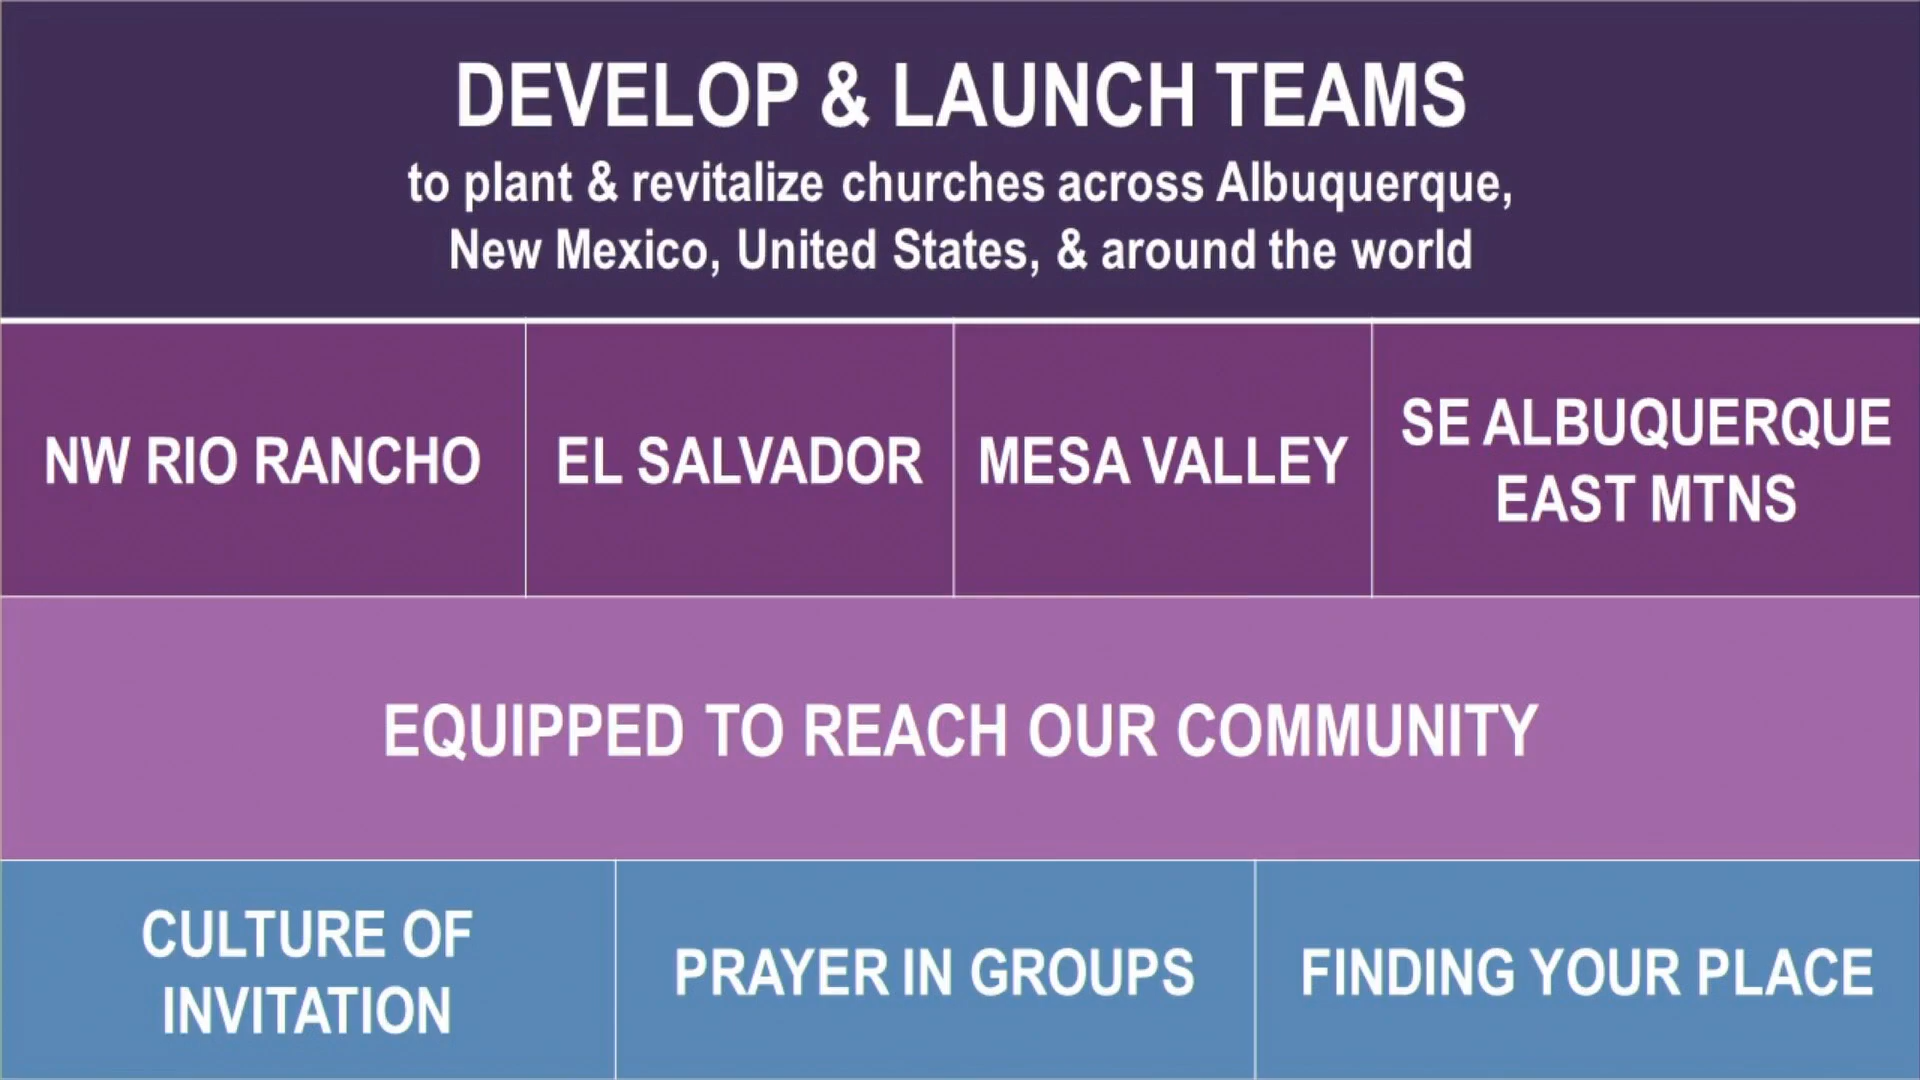 DEVELOP & LAUNCH TEAMS
to plant & revitalize churches across Albuquerque,
New Mexico, United States, & around the world
NW RIO RANCHO
EL SALVADOR
MESA VALLEY
SE ALBUQUERQUE
EAST MTNS
EQUIPPED TO REACH OUR COMMUNITY
CULTURE OF
INVITATION
PRAYER IN GROUPS
FINDING YOUR PLACE